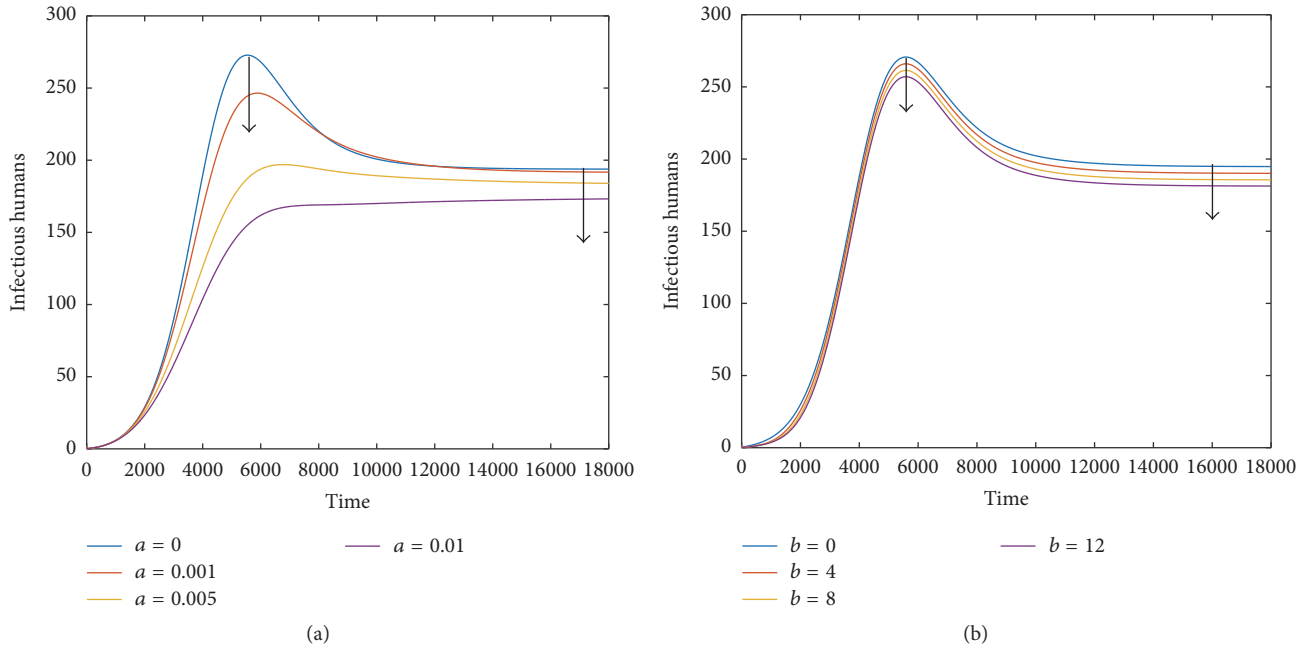 300
250
200
150
100
50
0
Infectious humans
0 2000 4000 6000 8000 10000 12000 14000 16000 18000
Time
a = 0
a = 0.001
a = 0.005
a = 0.01
(a)
300
250
200
150
100
50
0
Infectious humans
0 2000 4000 6000 8000 10000 12000 14000 16000 18000
Time
b = 0
b = 4
b = 8
b = 12
(b)